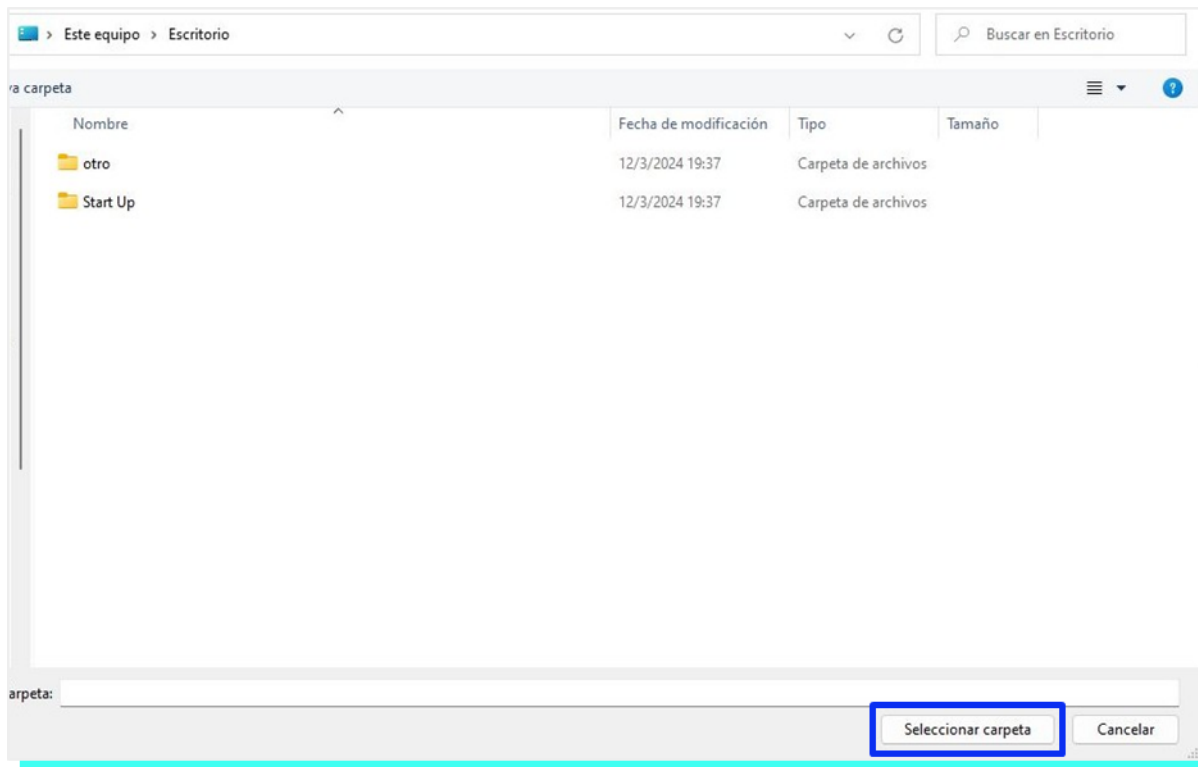 Este equipo > Escritorio
Buscar en Escritorio
va carpeta
Nombre Fecha de modificación Tipo Tamaño
otro 12/3/2024 19:37 Carpeta de archivos
Start Up 12/3/2024 19:37 Carpeta de archivos
arpeta:
Seleccionar carpeta Cancelar